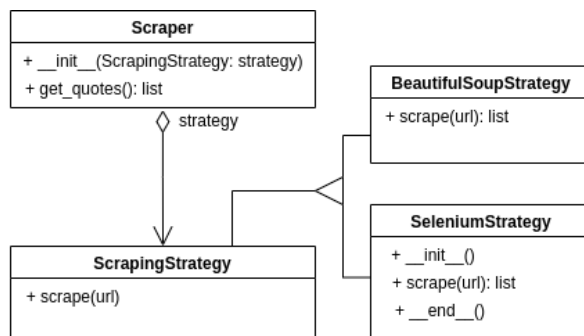 Scraper
+ __init__(ScrapingStrategy: strategy)
+ get_quotes(): list
strategy
BeautifulSoupStrategy
+ scrape(url): list
ScrapingStrategy
+ scrape(url)
SeleniumStrategy
+ __init__()
+ scrape(url): list
+ __end__()